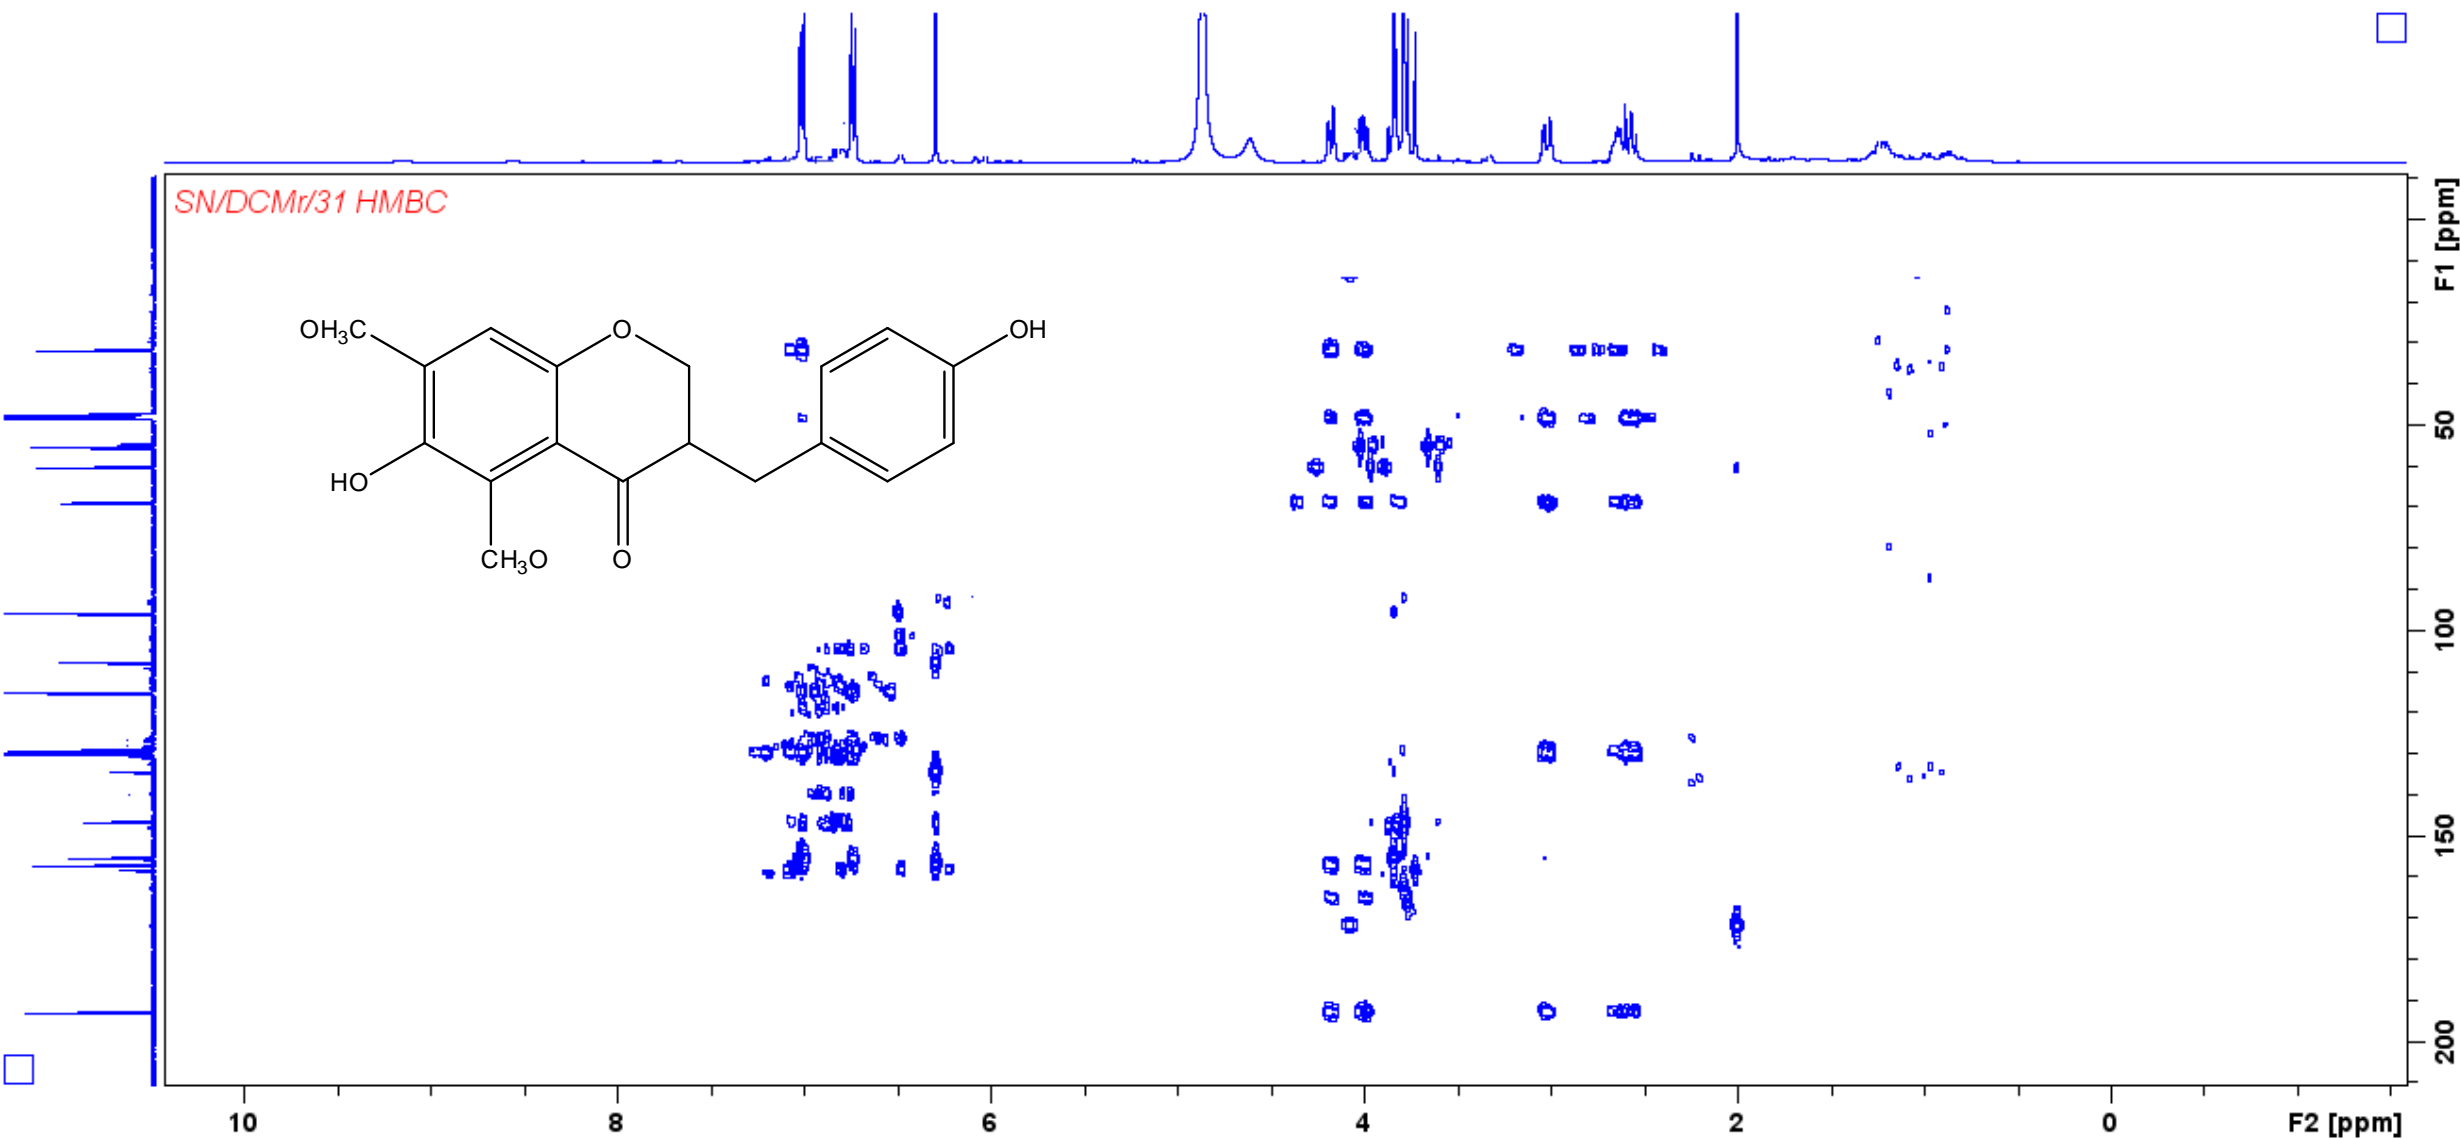 SN/DCMr/31 HMBC
F1 [ppm]
OH3C
O
OH
HO
CH3O
O
50
100
150
200
10
8
6
4
2
0
F2 [ppm]